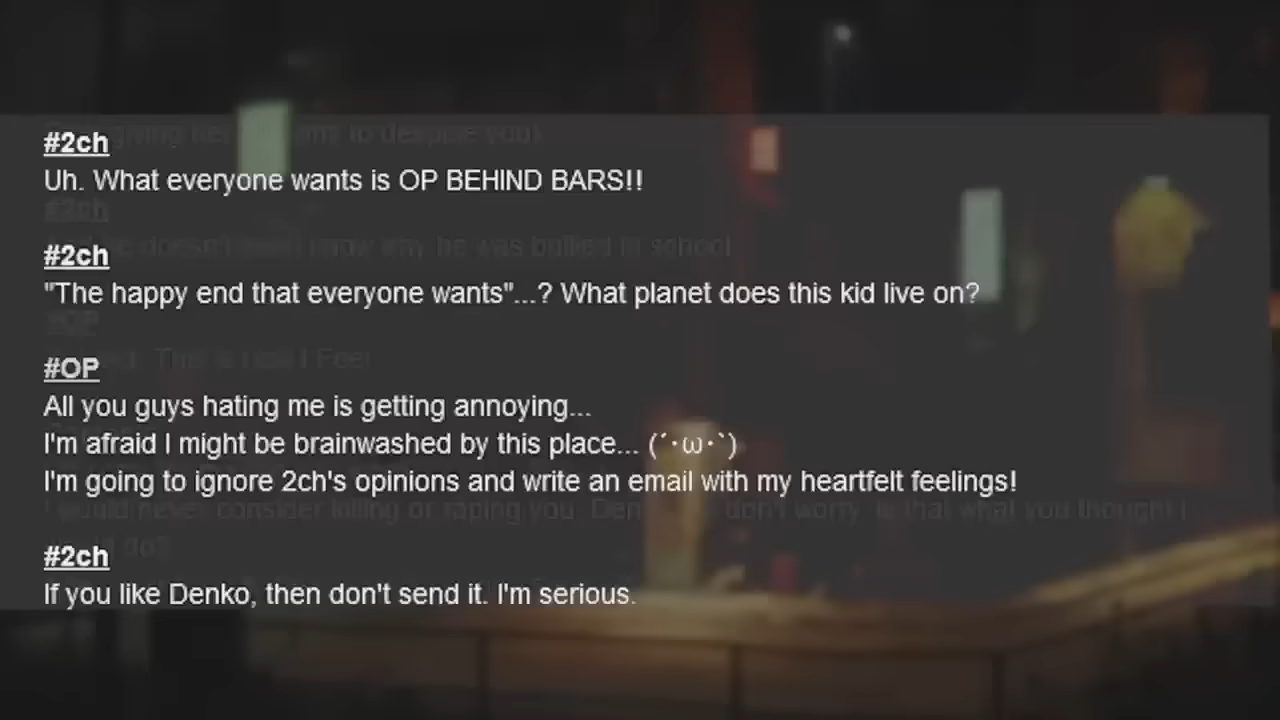 #2ch
Uh. What everyone wants is OP BEHIND BARS!!
#2ch
"The happy end that everyone wants"...? What planet does this kid live on?
#OP
All you guys hating me is getting annoying...
I'm afraid I might be brainwashed by this place... (´･ω･`)
I'm going to ignore 2ch's opinions and write an email with my heartfelt feelings!
#2ch
If you like Denko, then don't send it. I'm serious.